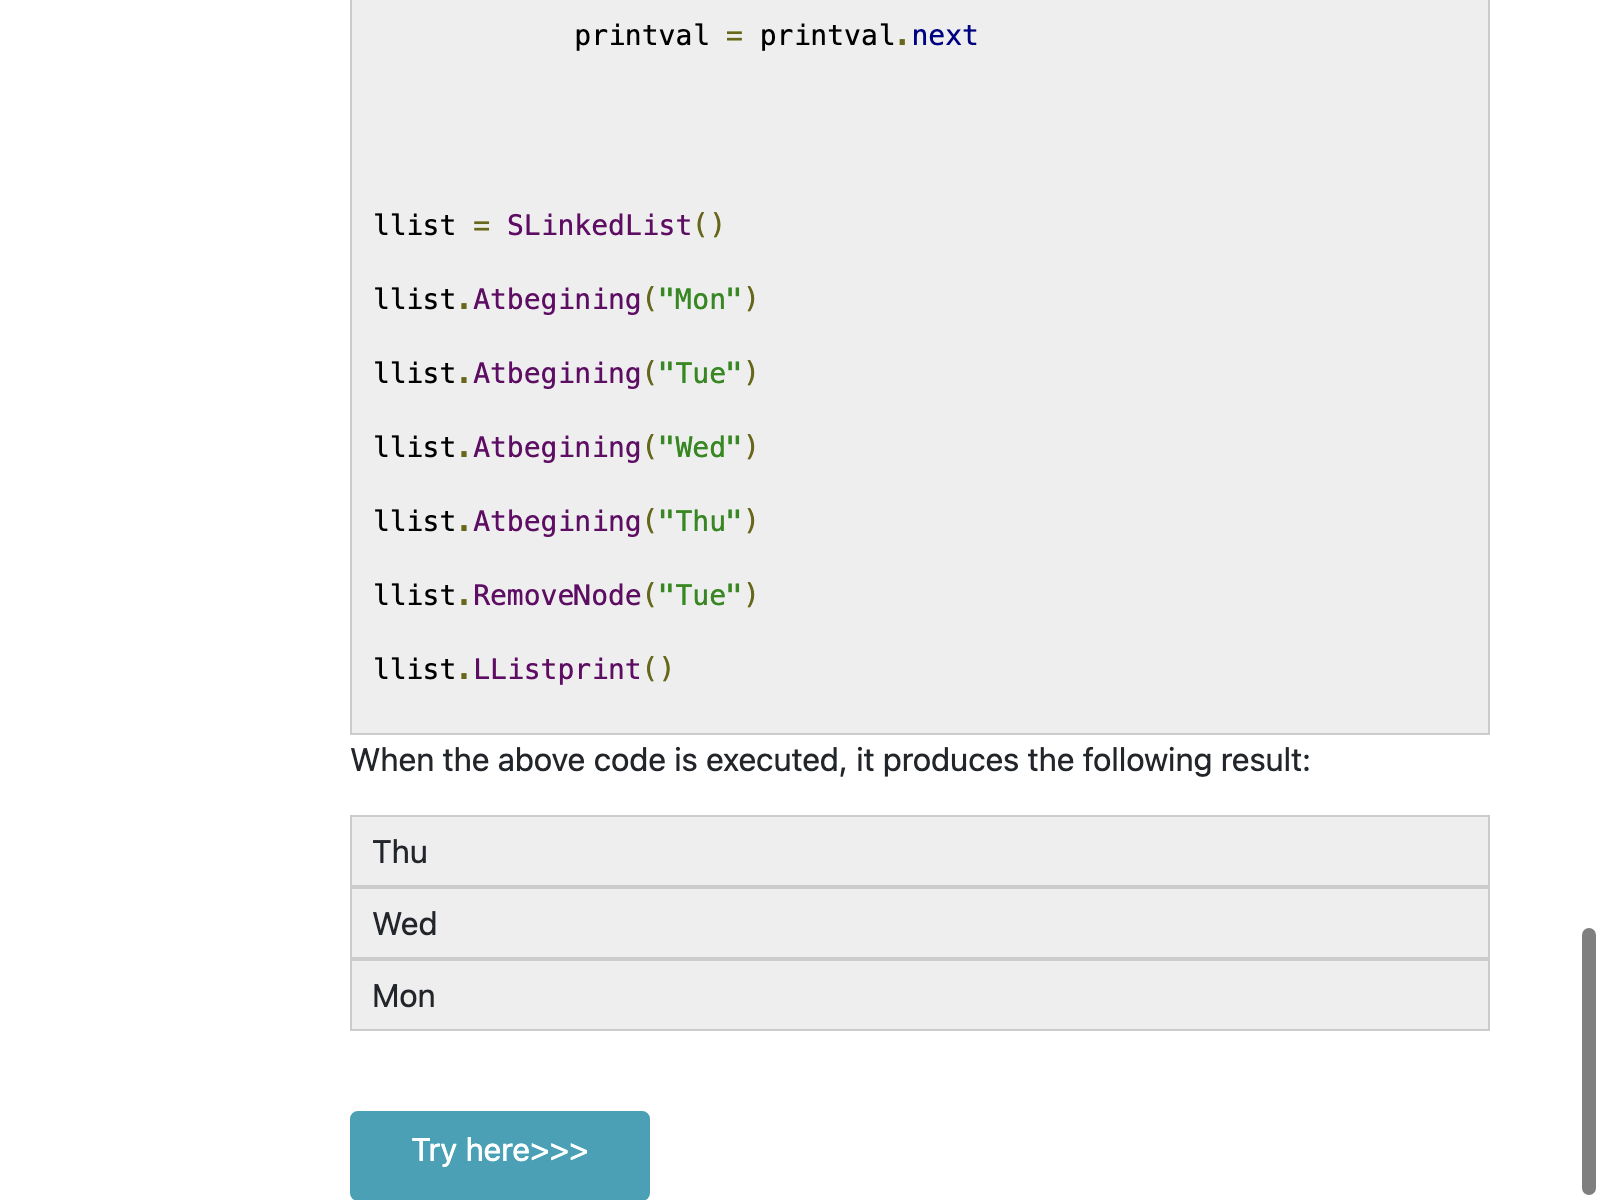 printval = printval.next
llist = SLinkedList()
llist.Atbegining("Mon")
llist.Atbegining("Tue")
llist.Atbegining("Wed")
llist.Atbegining("Thu")
llist.RemoveNode("Tue")
llist.LListprint()
When the above code is executed, it produces the following result:
Thu
Wed
Mon
Try here>>>